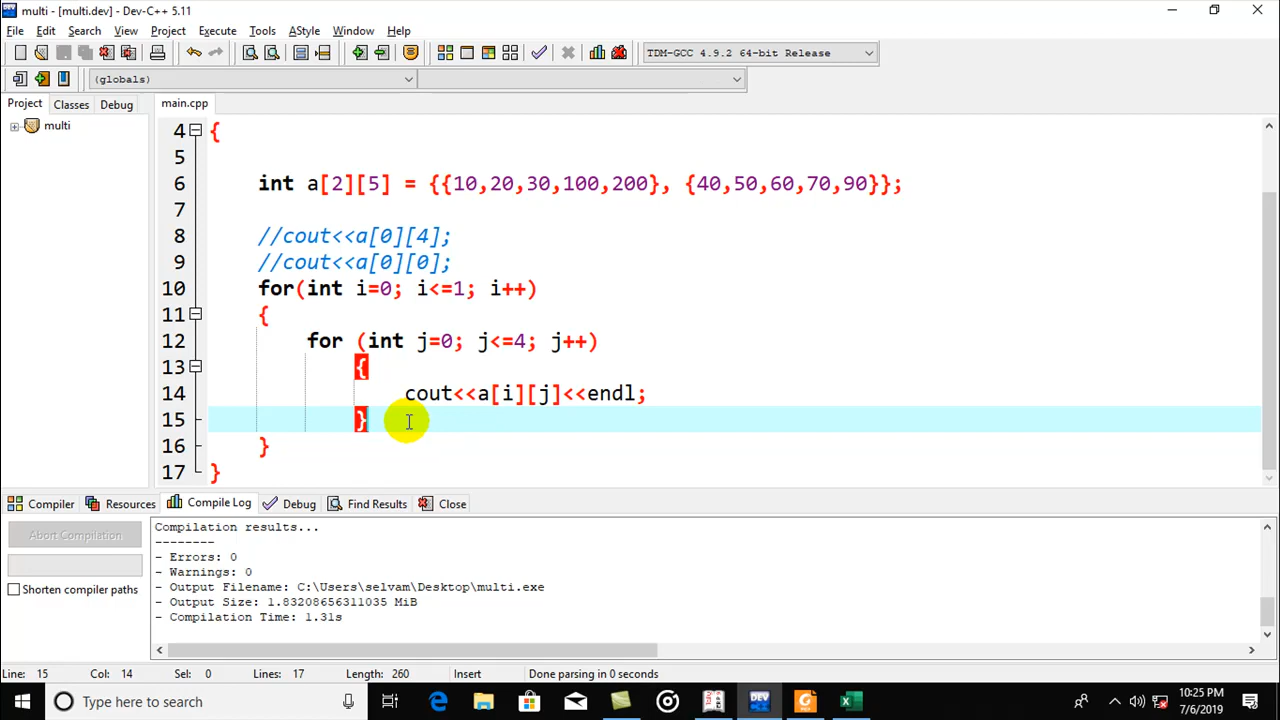 multi - [multi.dev] - Dev-C++ 5.11
File Edit Search View Project Execute Tools AStyle Window Help
TDM-GCC 4.9.2 64-bit Release
(globals)
Project Classes Debug main.cpp
multi
4 {
5
6 int a[2][5] = {{10,20,30,100,200}, {40,50,60,70,90}};
7
8 //cout<<a[0][4];
9 //cout<<a[0][0];
10 for(int i=0; i<=1; i++)
11 {
12 for (int j=0; j<=4; j++)
13 {
14 cout<<a[i][j]<<endl;
15 }
16 }
17 }
Compiler Resources Compile Log Debug Find Results Close
Abort Compilation
Shorten compiler paths
Compilation results...
--------
- Errors: 0
- Warnings: 0
- Output Filename: C:\Users\selvam\Desktop\multi.exe
- Output Size: 1.83208656311035 MiB
- Compilation Time: 1.31s
Line: 15 Col: 14 Sel: 0 Lines: 17 Length: 260 Insert Done parsing in 0 seconds
Type here to search
DEV
10:25 PM
7/6/2019